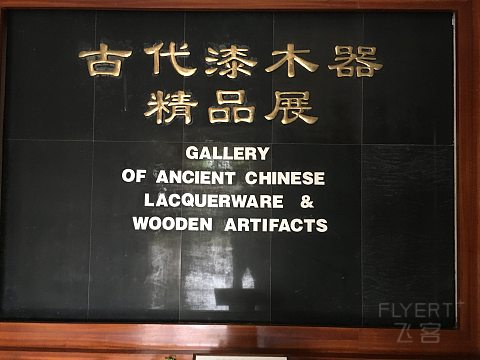 古代漆木器
精品展
GALLERY
OF ANCIENT CHINESE
LACQUERWARE &
WOODEN ARTIFACTS
FLYERT
飞客